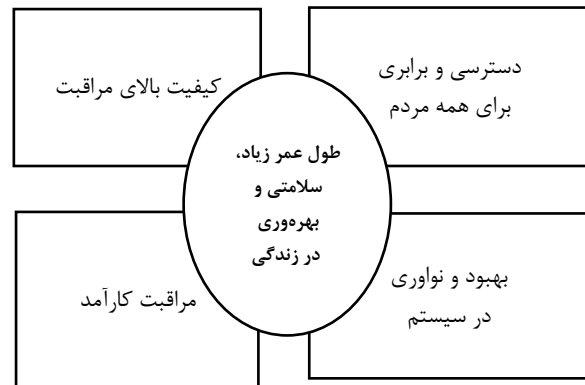 دسترسی و برابری
برای همه مردم
کیفیت بالای مراقبت
طول عمر زیاد،
سلامتی و
بهره‌وری
در زندگی
بهبود و نواوری
در سیستم
مراقبت کارآمد